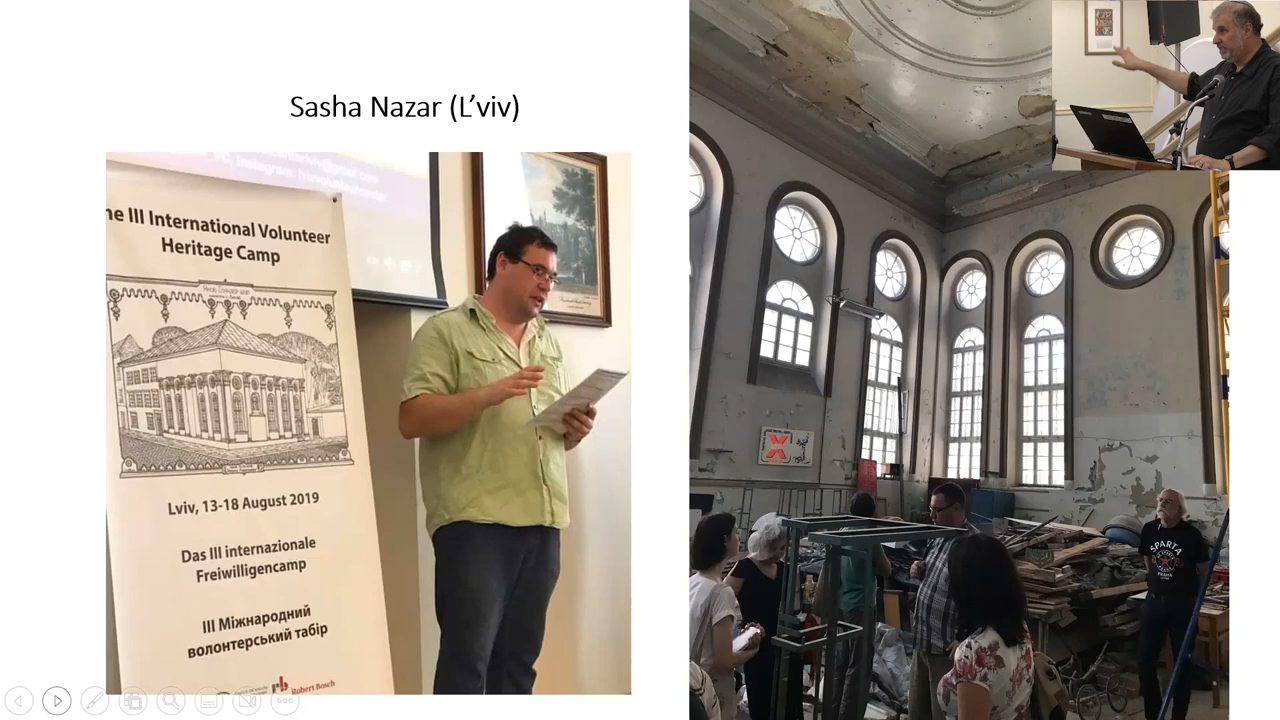 Sasha Nazar (L’viv)
he III International Volunteer
Heritage Camp
Lviv, 13-18 August 2019
Das III internazionale
Freiwilligencamp
III Міжнародний
волонтерський табір
Robert Bosch
SPARTA
PRAHA